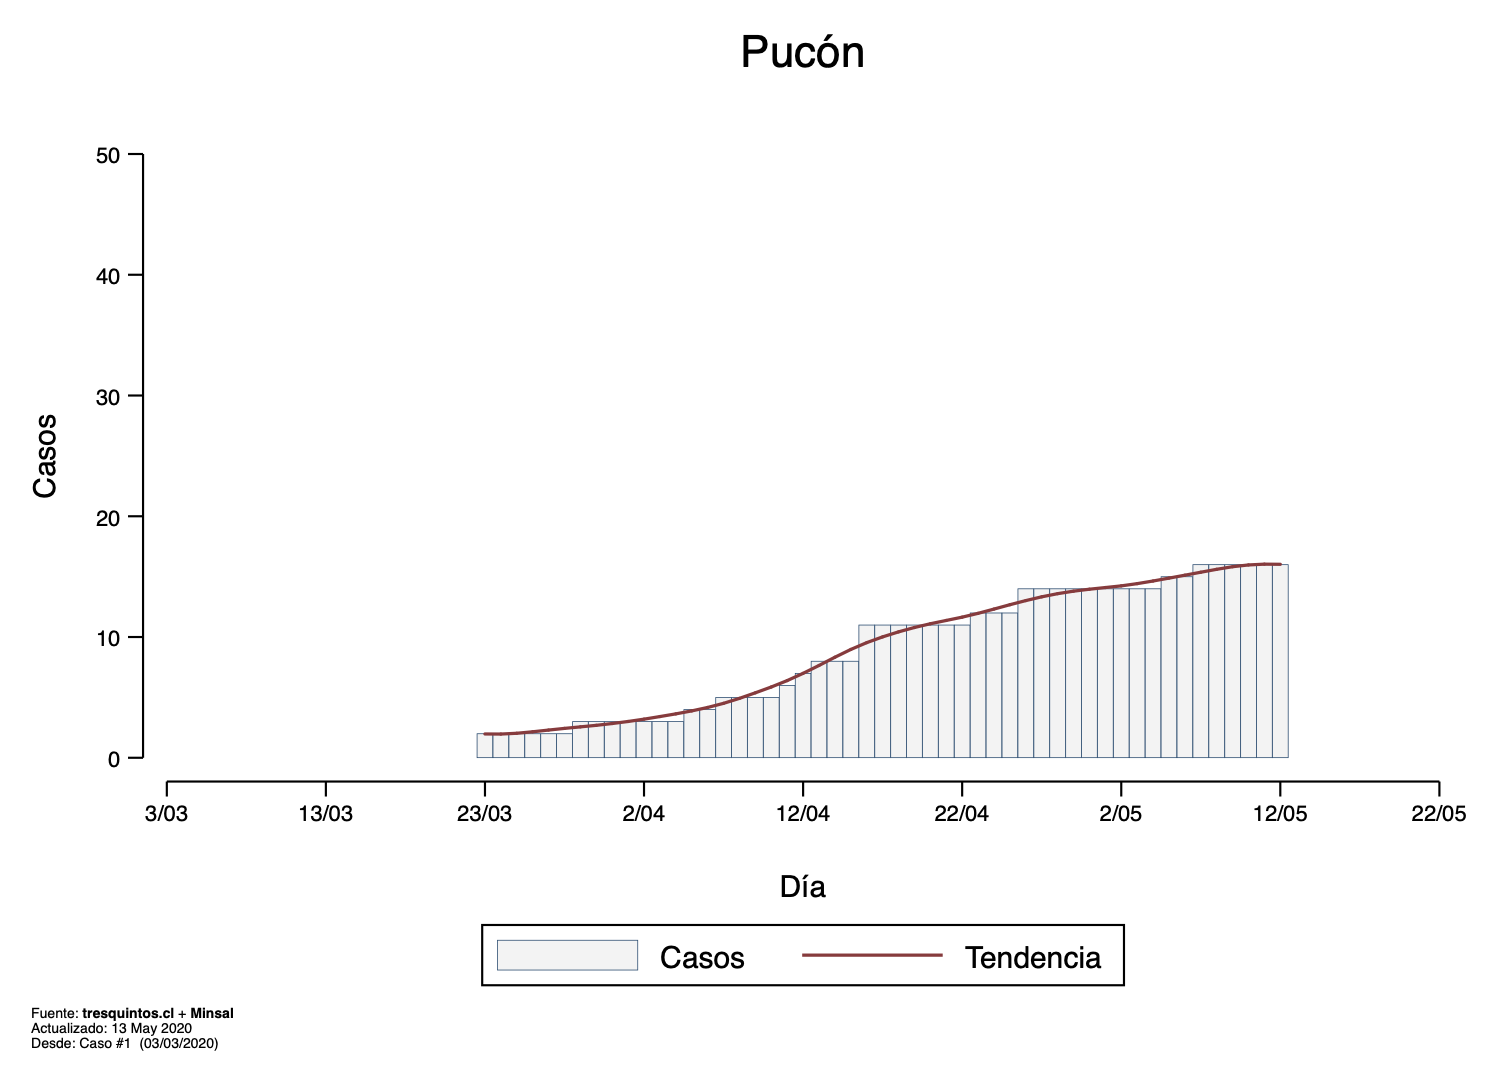 Pucón
50
40
30
20
10
0
Casos
3/03 13/03 23/03 2/04 12/04 22/04 2/05 12/05 22/05
Día
Casos Tendencia
Fuente: tresquintos.cl + Minsal
Actualizado: 13 May 2020
Desde: Caso #1 (03/03/2020)